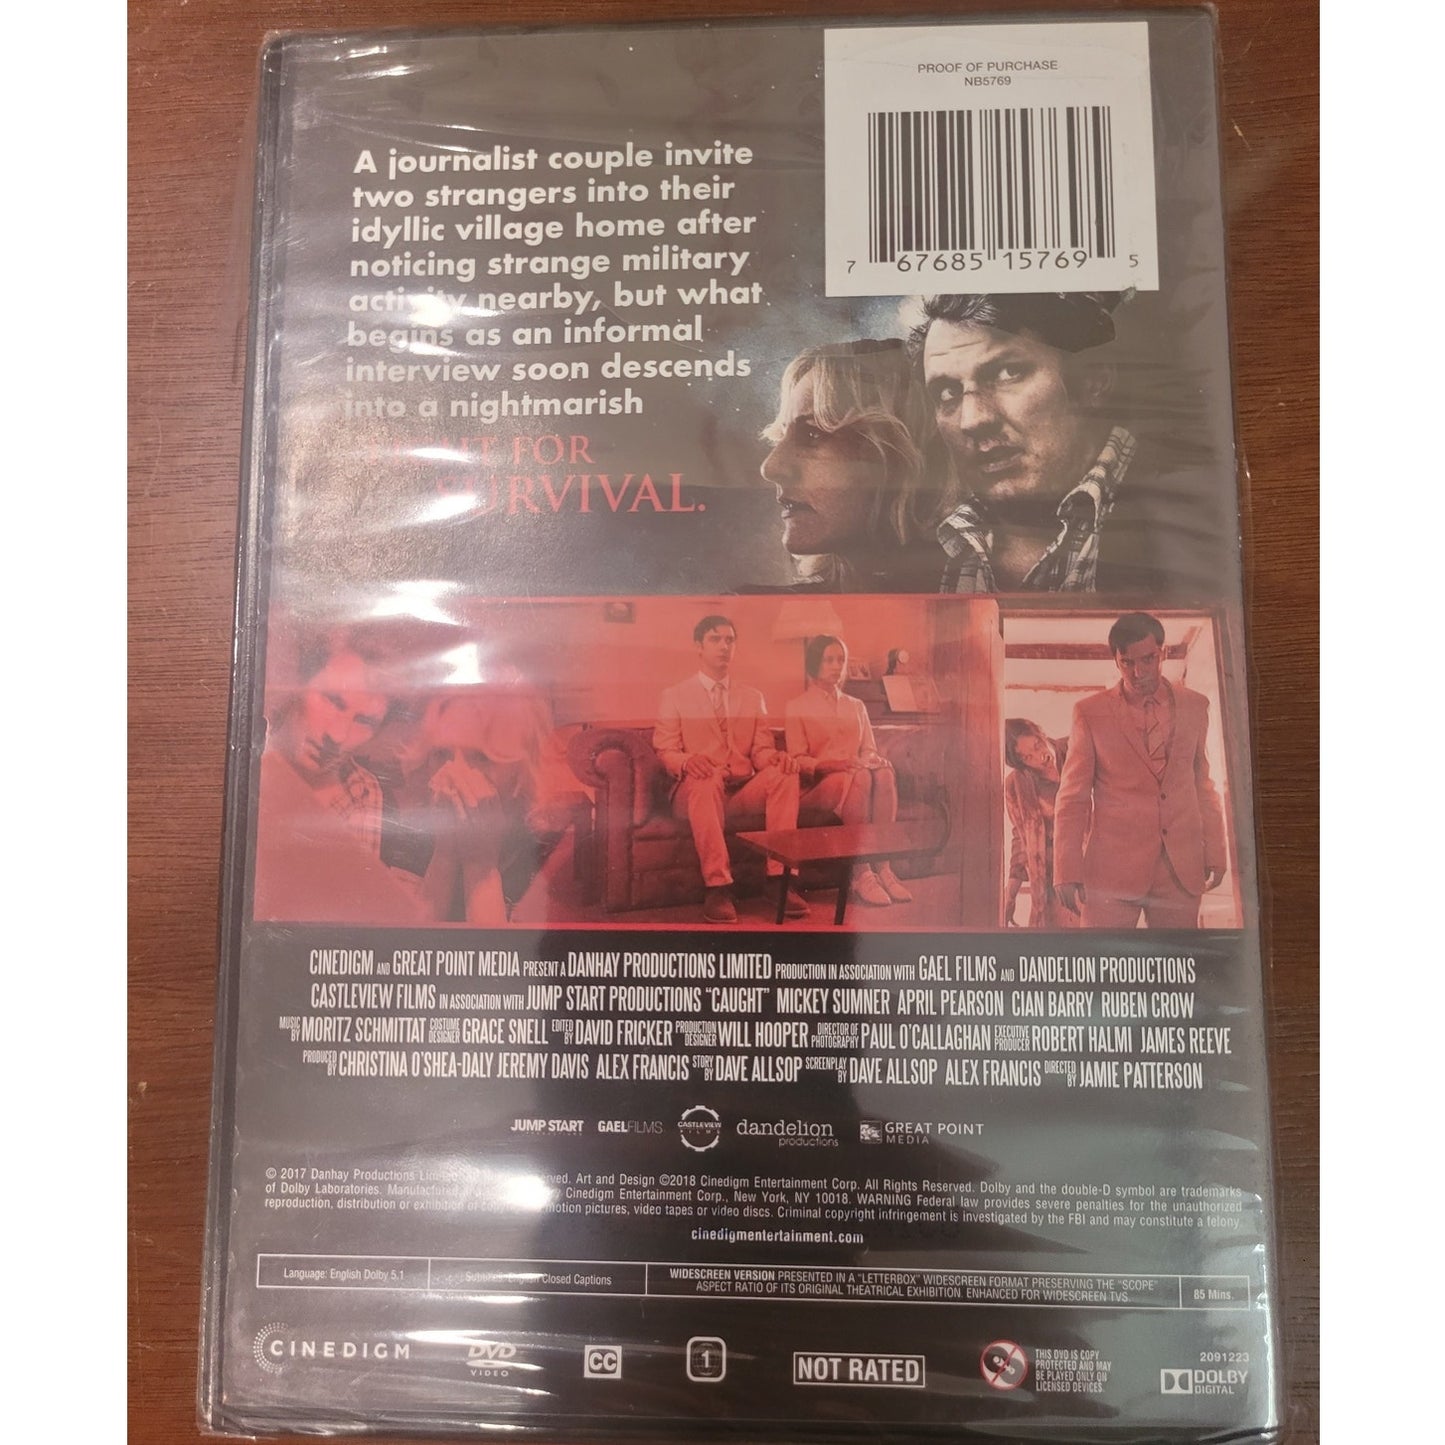 PROOF OF PURCHASE
NB5769
7 67685 15769 5
A journalist couple invite
two strangers into their
idyllic village home after
noticing strange military
activity nearby, but what
begins as an informal
interview soon descends
into a nightmarish
FIGHT FOR
SURVIVAL.
CINEDIGM AND GREAT POINT MEDIA PRESENT A DANHAY PRODUCTIONS LIMITED PRODUCTION IN ASSOCIATION WITH GAEL FILMS AND DANDELION PRODUCTIONS
CASTLEVIEW FILMS IN ASSOCIATION WITH JUMP START PRODUCTIONS "CAUGHT" MICKEY SUMNER APRIL PEARSON CIAN BARRY RUBEN CROW
MUSIC BY MORITZ SCHMITTAT COSTUME DESIGNER GRACE SNELL EDITED BY DAVID FRICKER PRODUCTION DESIGNER WILL HOOPER DIRECTOR OF PHOTOGRAPHY PAUL O'CALLAGHAN EXECUTIVE PRODUCER ROBERT HALMI JAMES REEVE
PRODUCED BY CHRISTINA O'SHEA-DALY JEREMY DAVIS ALEX FRANCIS STORY BY DAVE ALLSOP SCREENPLAY BY DAVE ALLSOP ALEX FRANCIS DIRECTED BY JAMIE PATTERSON
JUMP START PRODUCTIONS GAELFILMS CASTLEVIEW FILMS dandelion productions GREAT POINT MEDIA
© 2017 Danhay Productions Limited. All Rights Reserved. Art and Design ©2018 Cinedigm Entertainment Corp. All Rights Reserved. Dolby and the double-D symbol are trademarks
of Dolby Laboratories. Manufactured Cinedigm Entertainment Corp., New York, NY 10018. WARNING Federal law provides severe penalties for the unauthorized
reproduction, distribution or exhibition of copyrighted motion pictures, video tapes or video discs. Criminal copyright infringement is investigated by the FBI and may constitute a felony.
cinedigmentertainment.com
Language: English Dolby 5.1
Subtitles: English Closed Captions
WIDESCREEN VERSION PRESENTED IN A "LETTERBOX" WIDESCREEN FORMAT PRESERVING THE "SCOPE"
ASPECT RATIO OF ITS ORIGINAL THEATRICAL EXHIBITION. ENHANCED FOR WIDESCREEN TVS.
85 Mins.
CINEDIGM
DVD
VIDEO
CC
1
NOT RATED
THIS DVD IS COPY
PROTECTED AND MAY
BE PLAYED ONLY ON
LICENSED DEVICES.
2091223
DOLBY
DIGITAL